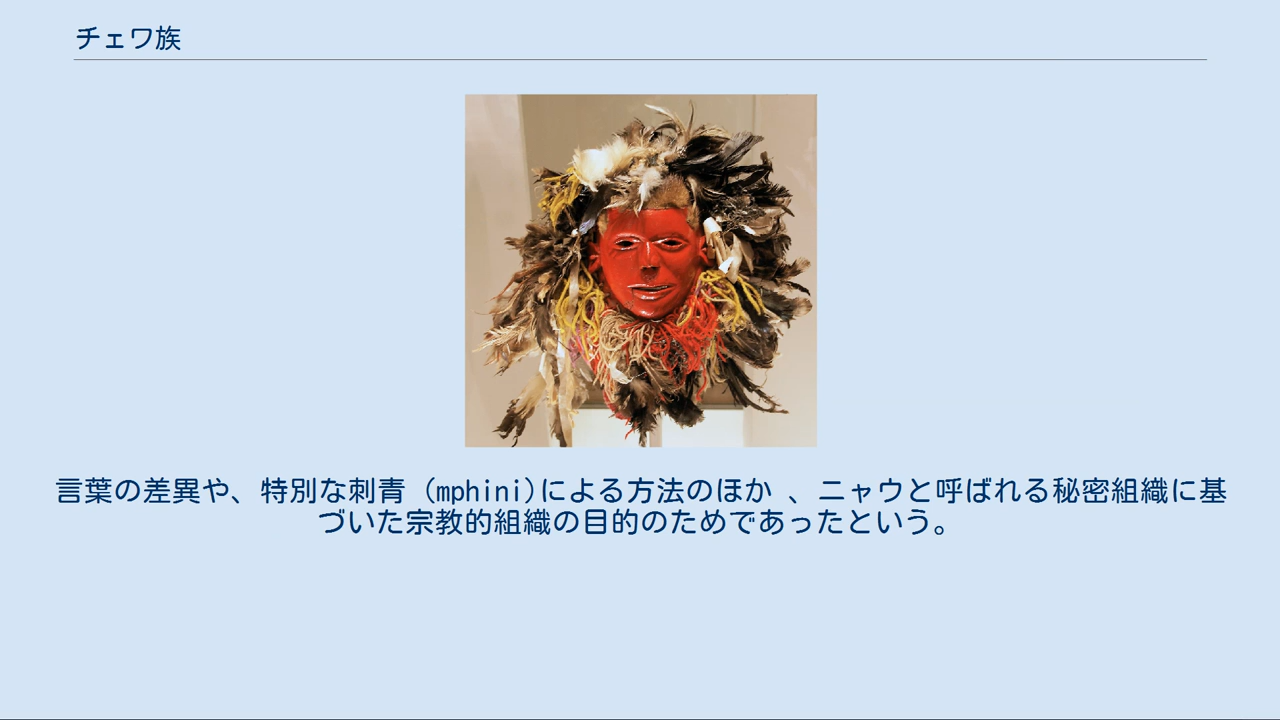 チェワ族
言葉の差異や、特別な刺青 (mphini)による方法のほか 、ニャウと呼ばれる秘密組織に基
づいた宗教的組織の目的のためであったという。